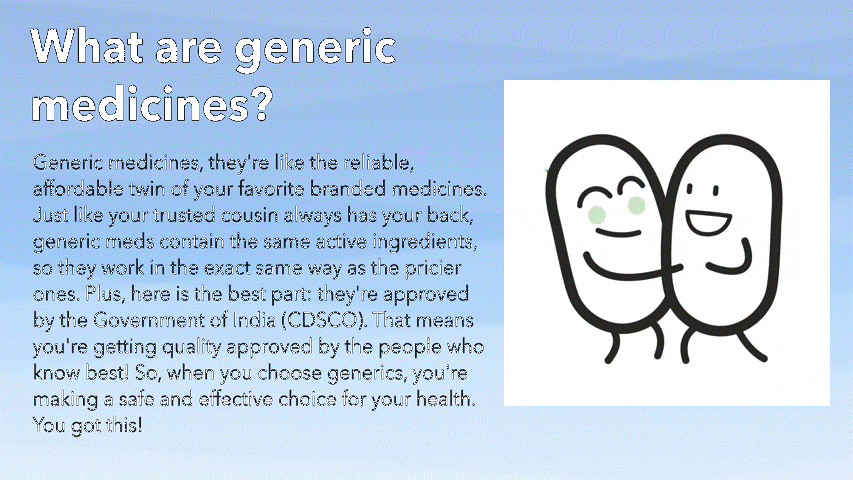 What are generic
medicines?
Generic medicines, they're like the reliable,
affordable twin of your favorite branded medicines.
Just like your trusted cousin always has your back,
generic meds contain the same active ingredients,
so they work in the exact same way as the pricier
ones. Plus, here is the best part: they're approved
by the Government of India (CDSCO). That means
you're getting quality approved by the people who
know best! So, when you choose generics, you're
making a safe and effective choice for your health.
You got this!